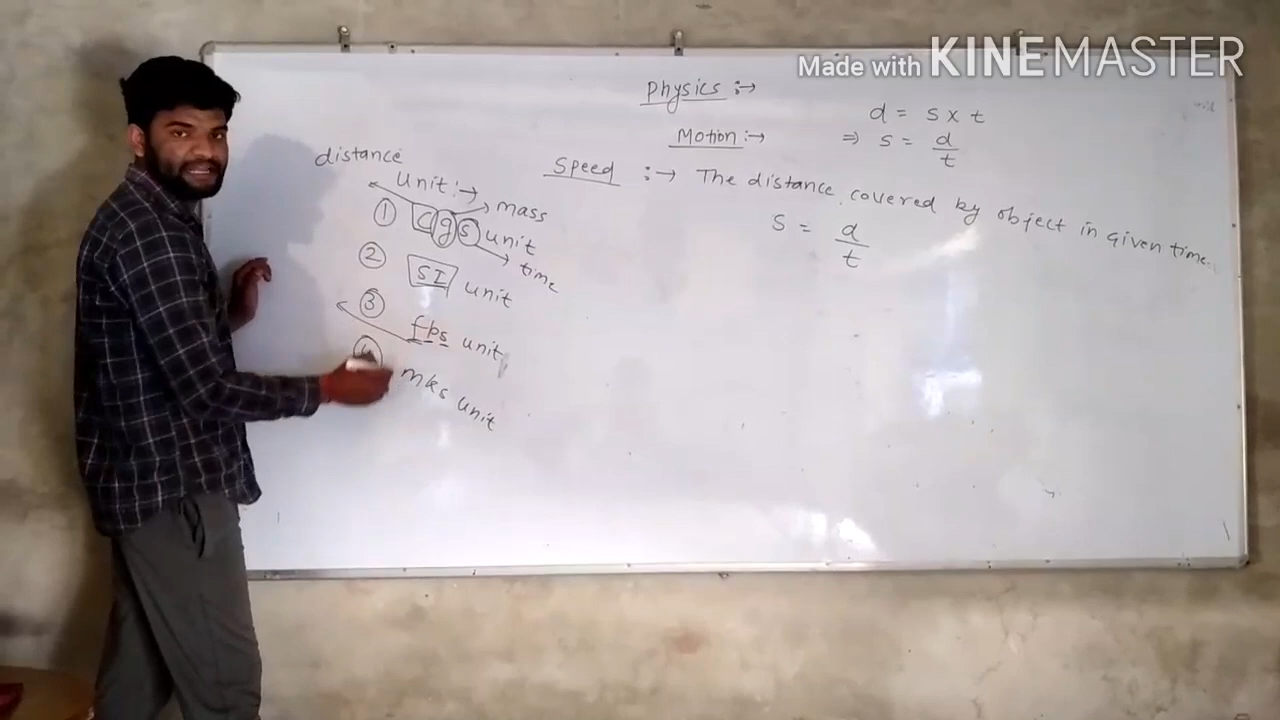 Made with KINEMASTER
Physics :→
d = s x t
Motion :→
⇒ s = d/t
Speed :→ The distance covered by object in given time.
S = d/t
distance
Unit :→
mass
① Cgs unit
time
② SI unit
③ fps unit
④ mks unit